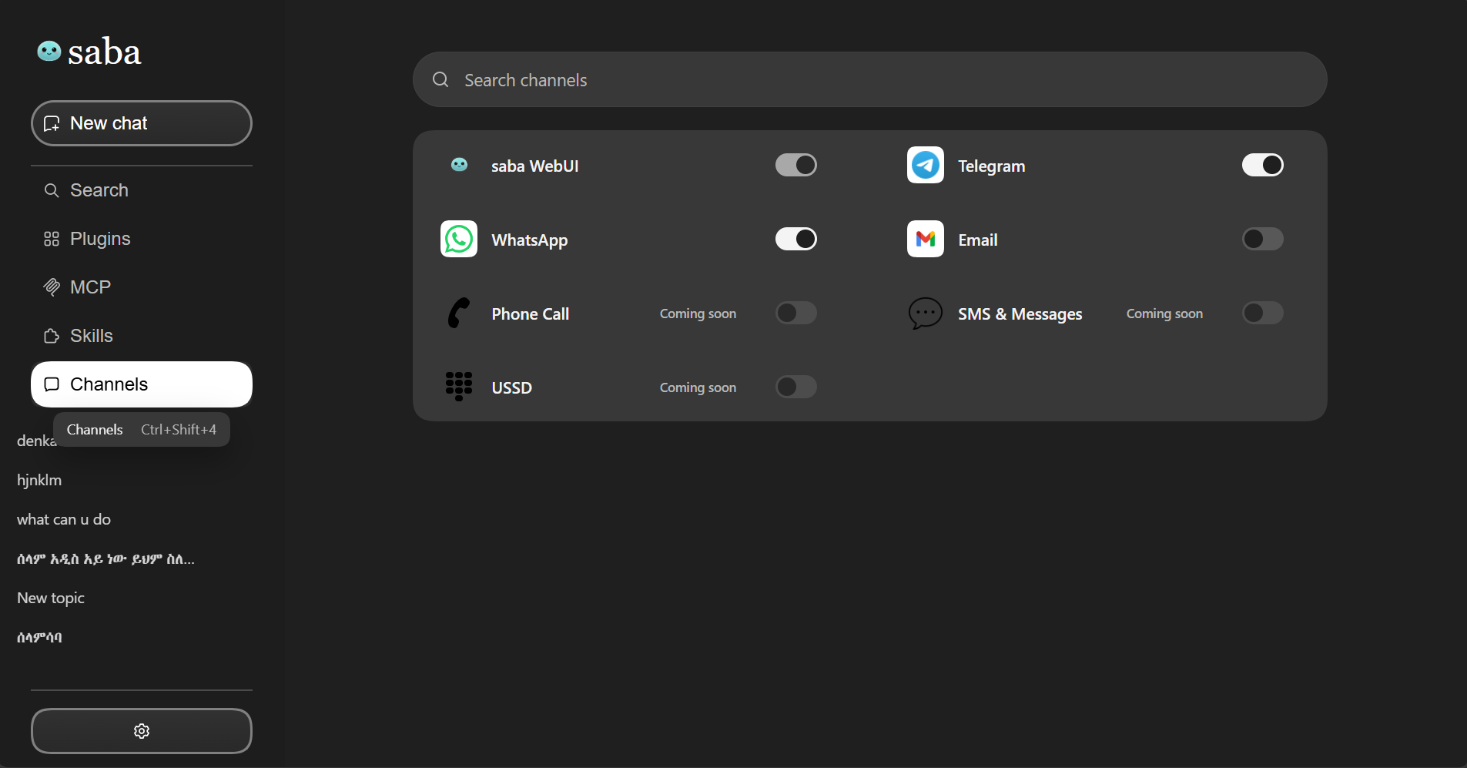 saba
New chat
Search
Plugins
MCP
Skills
Channels
Channels Ctrl+Shift+4
hjnklm
what can u do
ሰላም አዲስ አይ ነው ይህም ስለ...
New topic
ሰላምሳባ
Search channels
saba WebUI
Telegram
WhatsApp
Email
Phone Call Coming soon
SMS & Messages Coming soon
USSD Coming soon